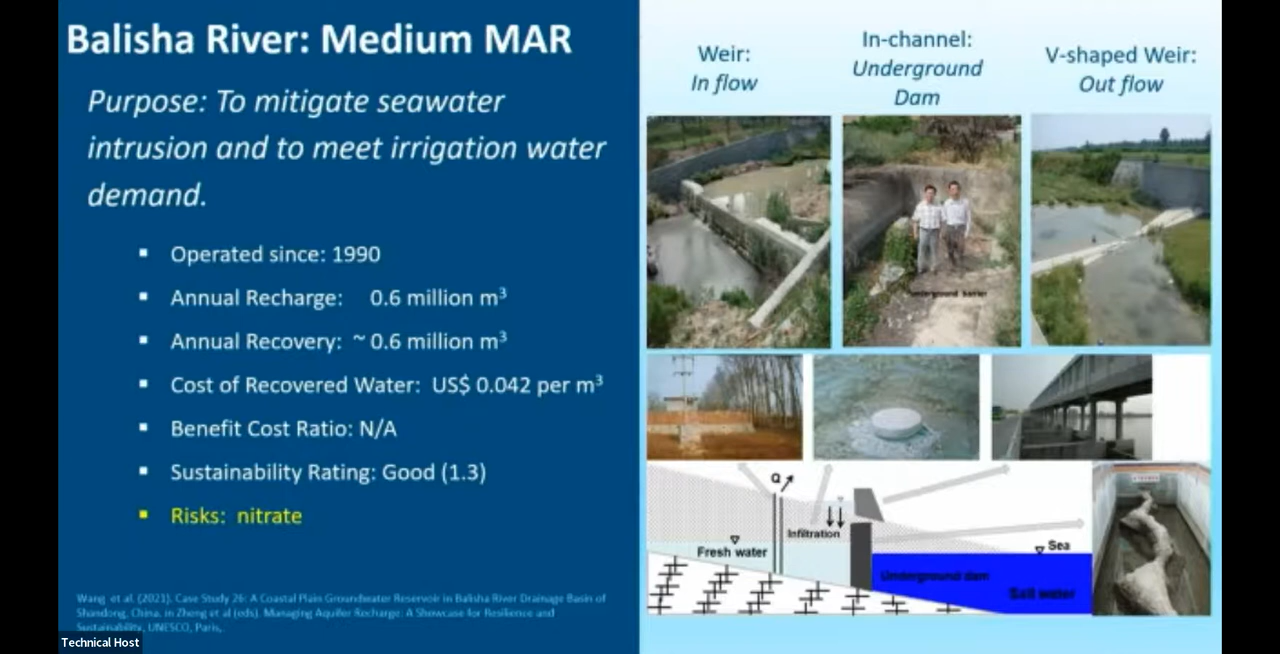 Balisha River: Medium MAR
Purpose: To mitigate seawater
intrusion and to meet irrigation water
demand.
▪ Operated since: 1990
▪ Annual Recharge: 0.6 million m³
▪ Annual Recovery: ~ 0.6 million m³
▪ Cost of Recovered Water: US$ 0.042 per m³
▪ Benefit Cost Ratio: N/A
▪ Sustainability Rating: Good (1.3)
▪ Risks: nitrate
Wang et al. (2021). Case Study 26: A Coastal Plain Groundwater Reservoir in Balisha River Drainage Basin of
Shandong, China. in Zheng et al (eds). Managing Aquifer Recharge: A Showcase for Resilience and
Sustainability, UNESCO, Paris,.
Technical Host
Weir:
In flow
In-channel:
Underground
Dam
V-shaped Weir:
Out flow
underground barrier
Q
Infiltration
Fresh water
Sea
Underground dam
Salt water